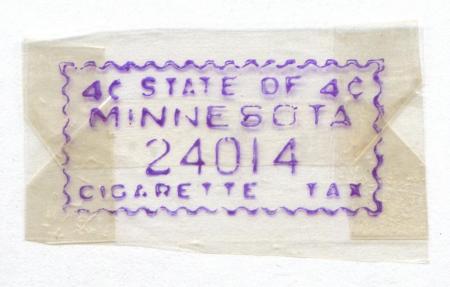 4¢ STATE OF 4¢
MINNESOTA
24014
CIGARETTE TAX